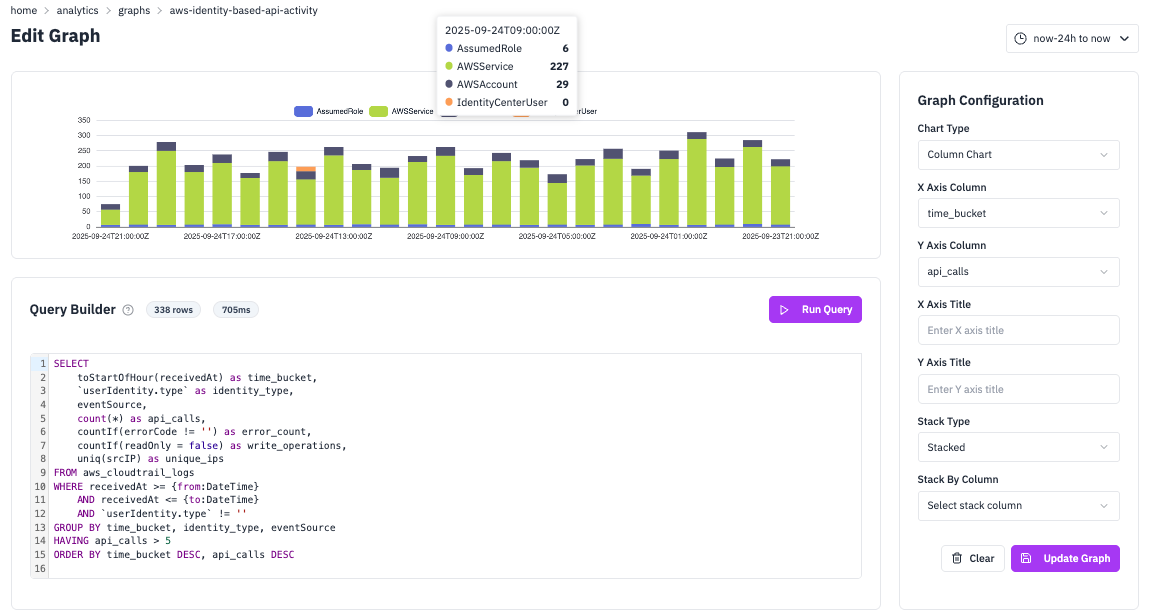 home > analytics > graphs > aws-identity-based-api-activity
Edit Graph
now-24h to now
2025-09-24T09:00:00Z
AssumedRole 6
AWSService 227
AWSAccount 29
IdentityCenterUser 0
AssumedRole AWSService
350
300
250
200
150
100
50
0
2025-09-24T21:00:00Z 2025-09-24T17:00:00Z 2025-09-24T13:00:00Z 2025-09-24T09:00:00Z 2025-09-24T05:00:00Z 2025-09-24T01:00:00Z 2025-09-23T21:00:00Z
Query Builder ? 338 rows 705ms
Run Query
1 SELECT
2 toStartOfHour(receivedAt) as time_bucket,
3 `userIdentity.type` as identity_type,
4 eventSource,
5 count(*) as api_calls,
6 countIf(errorCode != '') as error_count,
7 countIf(readOnly = false) as write_operations,
8 uniq(srcIP) as unique_ips
9 FROM aws_cloudtrail_logs
10 WHERE receivedAt >= {from:DateTime}
11 AND receivedAt <= {to:DateTime}
12 AND `userIdentity.type` != ''
13 GROUP BY time_bucket, identity_type, eventSource
14 HAVING api_calls > 5
15 ORDER BY time_bucket DESC, api_calls DESC
16
Graph Configuration
Chart Type
Column Chart
X Axis Column
time_bucket
Y Axis Column
api_calls
X Axis Title
Enter X axis title
Y Axis Title
Enter Y axis title
Stack Type
Stacked
Stack By Column
Select stack column
Clear
Update Graph